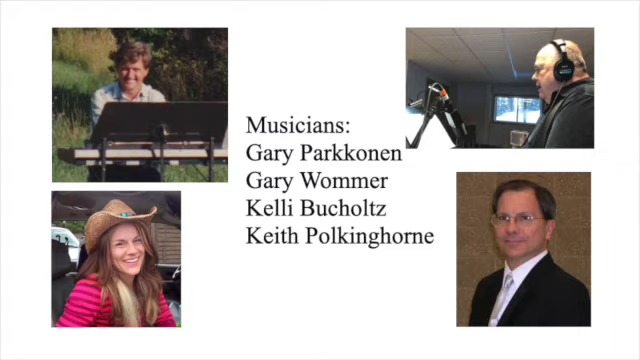 Musicians:
Gary Parkkonen
Gary Wommer
Kelli Bucholtz
Keith Polkinghorne